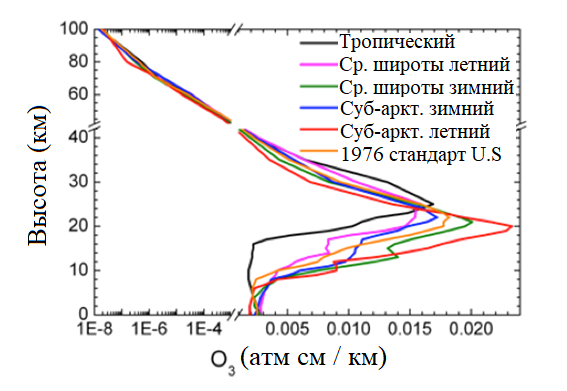 100
80
60
40
30
20
10
0
Высота (км)
Тропический
Ср. широты летний
Ср. широты зимний
Суб-аркт. зимний
Суб-аркт. летний
1976 стандарт U.S
1E-8 1E-6 1E-4 0.005 0.010 0.015 0.020
O3 (атм см / км)